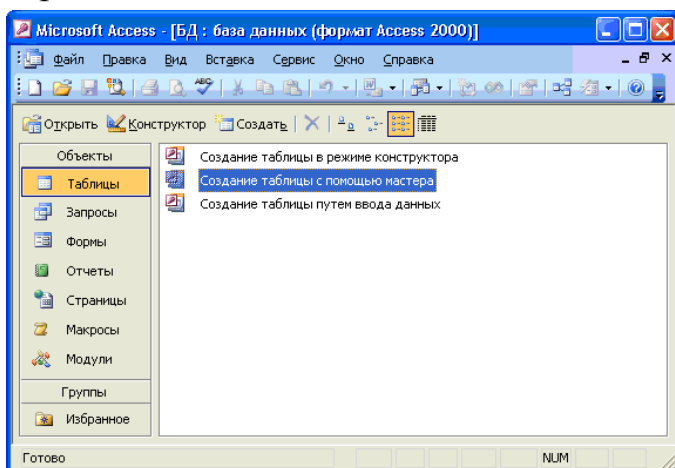 Microsoft Access - [БД : база данных (формат Access 2000)]
Файл Правка Вид Вставка Сервис Окно Справка
Открыть Конструктор Создать
Объекты
Таблицы
Запросы
Формы
Отчеты
Страницы
Макросы
Модули
Группы
Избранное
Создание таблицы в режиме конструктора
Создание таблицы с помощью мастера
Создание таблицы путем ввода данных
Готово NUM